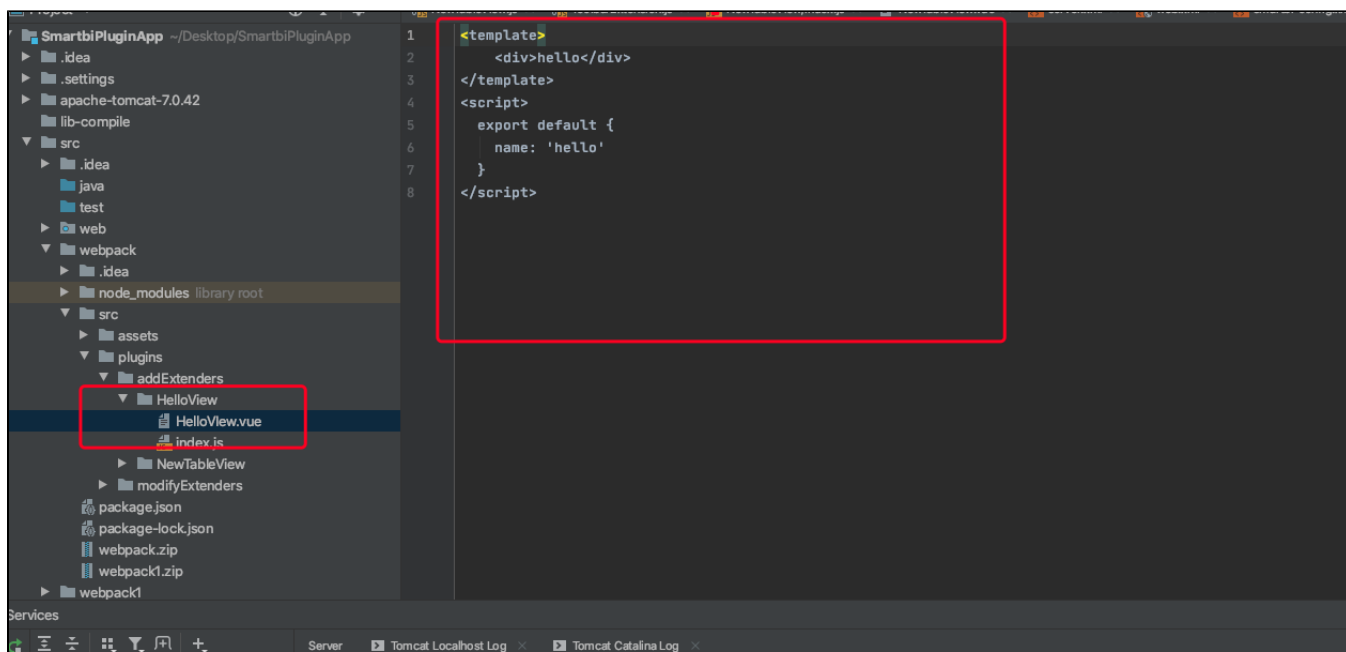 SmartbiPluginApp ~/Desktop/SmartbiPluginApp
.idea
.settings
apache-tomcat-7.0.42
lib-compile
src
.idea
java
test
web
webpack
.idea
node_modules library root
src
assets
plugins
addExtenders
HelloView
HelloVIew.vue
index.js
NewTableView
modifyExtenders
package.json
package-lock.json
webpack.zip
webpack1.zip
webpack1
1 <template>
2 <div>hello</div>
3 </template>
4 <script>
5 export default {
6 name: 'hello'
7 }
8 </script>
Services
Server Tomcat Localhost Log Tomcat Catalina Log